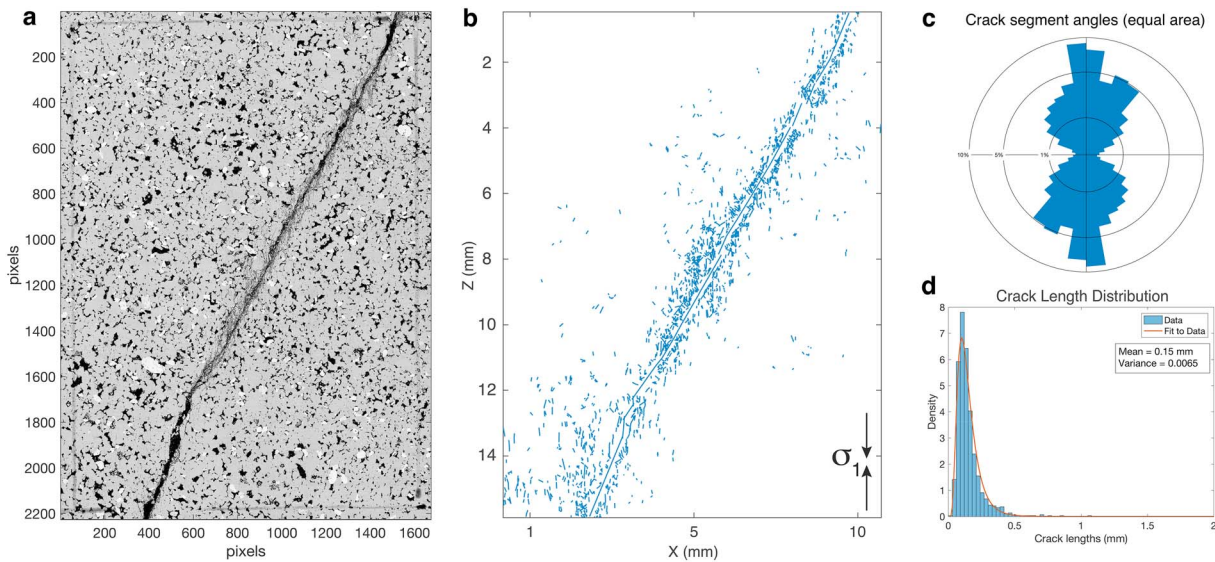 a
200
400
600
800
1000
1200
1400
1600
1800
2000
2200
pixels
200 400 600 800 1000 1200 1400 1600
pixels
b
2
4
6
8
10
12
14
Z (mm)
1 5 10
X (mm)
σ1
c
Crack segment angles (equal area)
10% 5% 1%
d
Crack Length Distribution
8
7
6
5
4
3
2
1
0
Density
Data
Fit to Data
Mean = 0.15 mm
Variance = 0.0065
0 0.5 1 1.5 2
Crack lengths (mm)